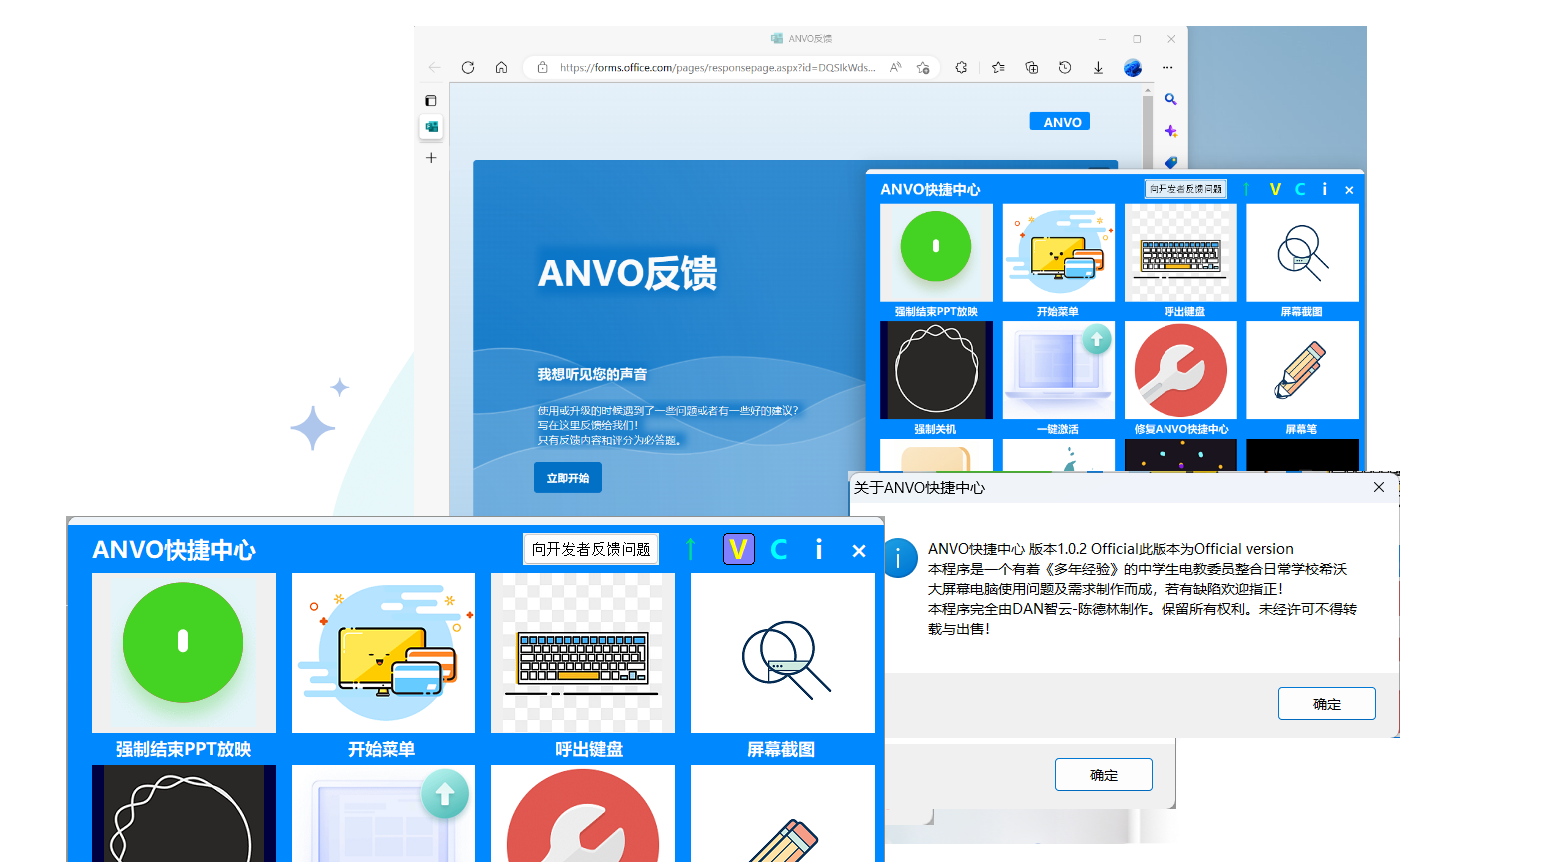 ANVO反馈
https://forms.office.com/pages/responsepage.aspx?id=DQSIkWds...
ANVO
ANVO反馈
我想听见您的声音
使用或升级的时候遇到了一些问题或者有一些好的建议？
写在这里反馈给我们！
只有反馈内容和评分为必答题。
立即开始
ANVO快捷中心
向开发者反馈问题
↑ V C i ×
强制结束PPT放映
开始菜单
呼出键盘
屏幕截图
强制关机
一键激活
修复ANVO快捷中心
屏幕笔
关于ANVO快捷中心
ANVO快捷中心 版本1.0.2 Official此版本为Official version
本程序是一个有着《多年经验》的中学生电教委员整合日常学校希沃
大屏幕电脑使用问题及需求制作而成，若有缺陷欢迎指正！
本程序完全由DAN智云-陈德林制作。保留所有权利。未经许可不得转
载与出售！
确定
确定
ANVO快捷中心
向开发者反馈问题
↑ V C i ×
强制结束PPT放映
开始菜单
呼出键盘
屏幕截图